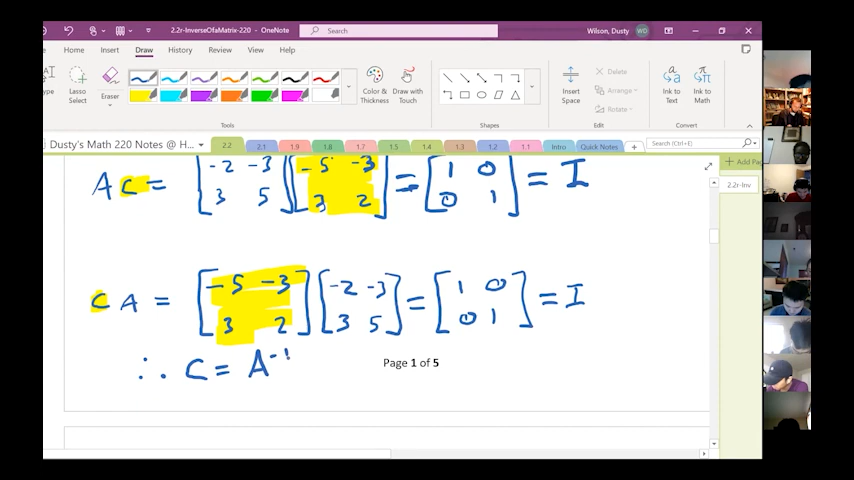 2.2r-InverseOfaMatrix-220 - OneNote
Search
Wilson, Dusty
WD
Home Insert Draw History Review View Help
Type
Lasso Select
Eraser
Color & Thickness
Draw with Touch
Insert Space
Delete
Arrange
Rotate
Ink to Text
Ink to Math
Tools Shapes Edit Convert
Dusty's Math 220 Notes @ H... 2.2 2.1 1.9 1.8 1.7 1.5 1.4 1.3 1.2 1.1 Intro Quick Notes + Search (Ctrl+E)
+ Add Pag
2.2r-Inv
A C = [ -2 -3 ] [ -5 -3 ] = [ 1 0 ] = I
3 5 3 2 0 1
C A = [ -5 -3 ] [ -2 -3 ] = [ 1 0 ] = I
3 2 3 5 0 1
∴ C = A⁻¹
Page 1 of 5